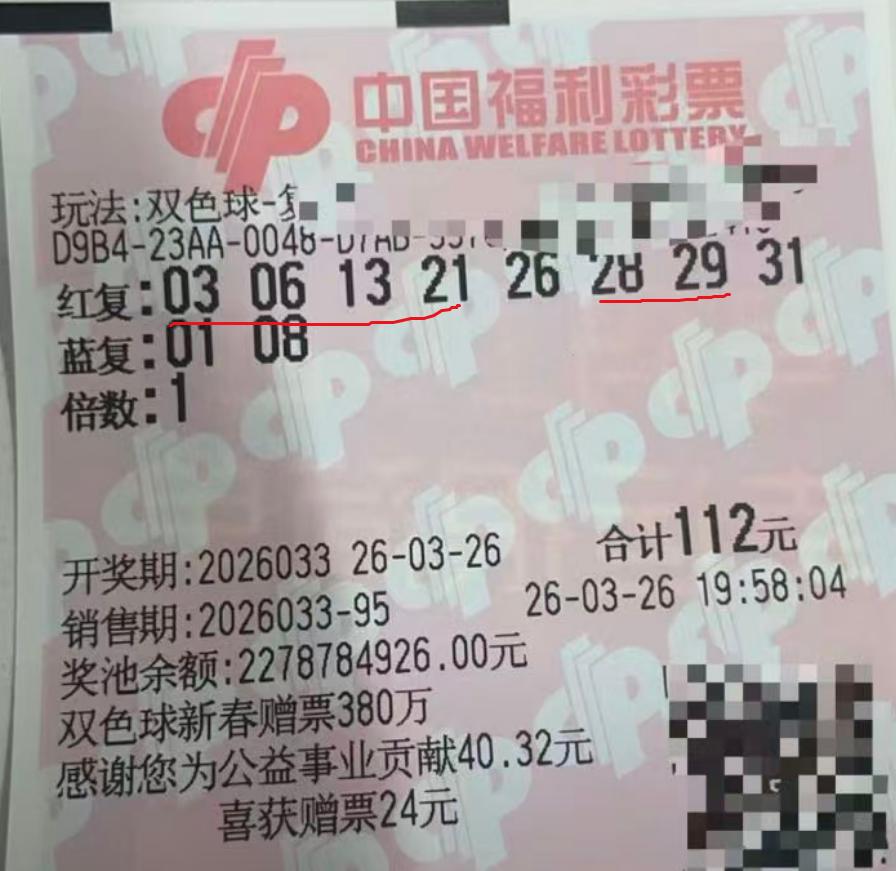 中国福利彩票
CHINA WELFARE LOTTERY
玩法:双色球-复
D9B4-23AA-0048-D7AB-
红复:03 06 13 21 26 28 29 31
蓝复:01 08
倍数:1
合计112元
开奖期:2026033 26-03-26
销售期:2026033-95 26-03-26 19:58:04
奖池余额:2278784926.00元
双色球新春赠票380万
感谢您为公益事业贡献40.32元
喜获赠票24元